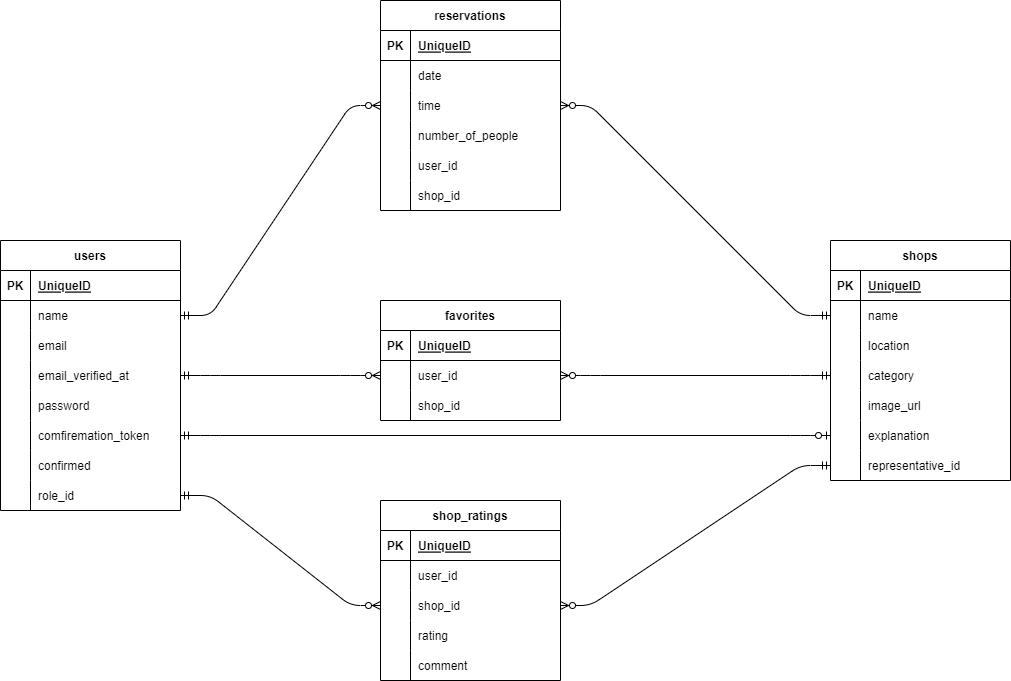 reservations
PK UniqueID
date
time
number_of_people
user_id
shop_id
users
PK UniqueID
name
email
email_verified_at
password
comfiremation_token
confirmed
role_id
favorites
PK UniqueID
user_id
shop_id
shop_ratings
PK UniqueID
user_id
shop_id
rating
comment
shops
PK UniqueID
name
location
category
image_url
explanation
representative_id